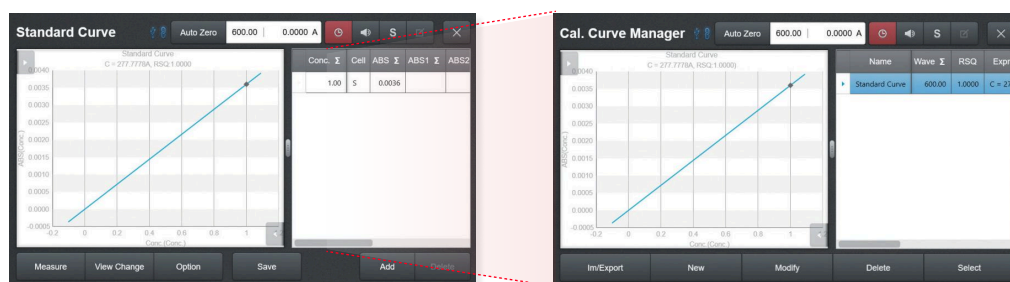 Standard Curve
Auto Zero
600.00 |
0.0000 A
S
Standard Curve
C = 277.7778A, RSQ:1.0000
0.0040
0.0035
0.0030
0.0025
0.0020
0.0015
0.0010
0.0005
0.0000
-0.0005
ABS(Conc.)
-0.2 0 0.2 0.4 0.6 0.8 1
Conc.(Conc.)
Conc. Σ Cell ABS Σ ABS1 Σ ABS2
1.00 S 0.0036
Measure View Change Option Save Add Delete
Cal. Curve Manager
Auto Zero
600.00 |
0.0000 A
S
Standard Curve
C = 277.7778A, RSQ:1.0000)
0.0040
0.0035
0.0030
0.0025
0.0020
0.0015
0.0010
0.0005
0.0000
-0.0005
ABS(Conc.)
-0.2 0 0.2 0.4 0.6 0.8 1
Conc.(Conc.)
Name Wave Σ RSQ Expr
Standard Curve 600.00 1.0000 C = 27
Im/Export New Modify Delete Select